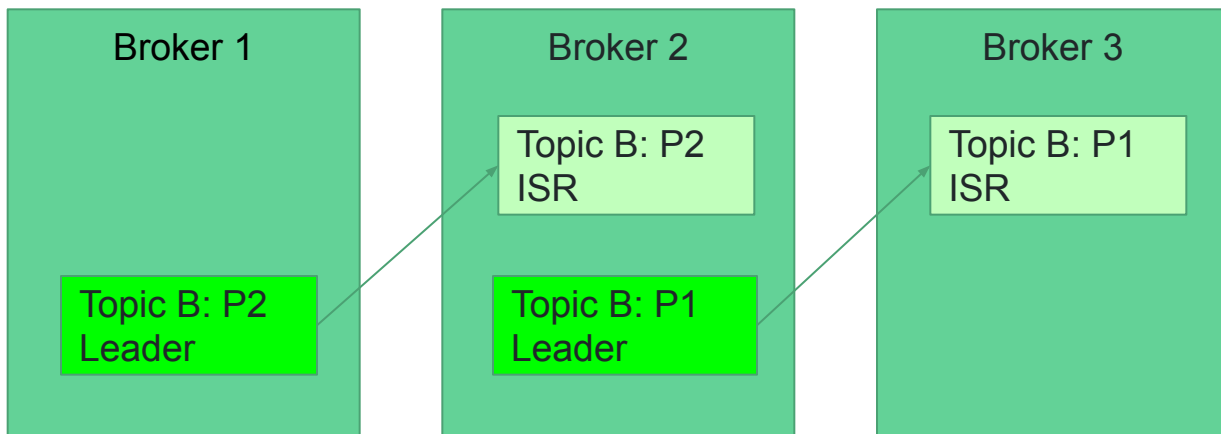 Broker 1
Broker 2
Broker 3
Topic B: P2
ISR
Topic B: P1
ISR
Topic B: P2
Leader
Topic B: P1
Leader